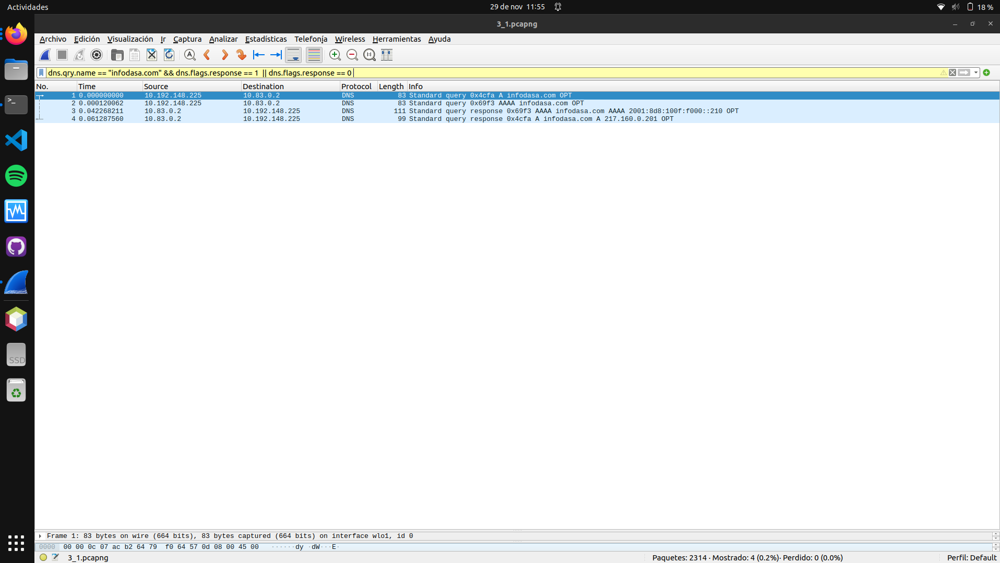 Actividades
29 de nov 11:55
18 %
3_1.pcapng
Archivo Edición Visualización Ir Captura Analizar Estadísticas Telefonía Wireless Herramientas Ayuda
dns.qry.name == "infodasa.com" && dns.flags.response == 1 || dns.flags.response == 0
No. Time Source Destination Protocol Length Info
1 0.000000000 10.192.148.225 10.83.0.2 DNS 83 Standard query 0x4cfa A infodasa.com OPT
2 0.000120062 10.192.148.225 10.83.0.2 DNS 83 Standard query 0x69f3 AAAA infodasa.com OPT
3 0.042268211 10.83.0.2 10.192.148.225 DNS 111 Standard query response 0x69f3 AAAA infodasa.com AAAA 2001:8d8:100f:f000::210 OPT
4 0.061287560 10.83.0.2 10.192.148.225 DNS 99 Standard query response 0x4cfa A infodasa.com A 217.160.0.201 OPT
SSD
Frame 1: 83 bytes on wire (664 bits), 83 bytes captured (664 bits) on interface wlo1, id 0
0000 00 00 0c 07 ac b2 64 79 f0 64 57 0d 08 00 45 00 ······dy ·dW···E·
3_1.pcapng
Paquetes: 2314 · Mostrado: 4 (0.2%)· Perdido: 0 (0.0%)
Perfil: Default